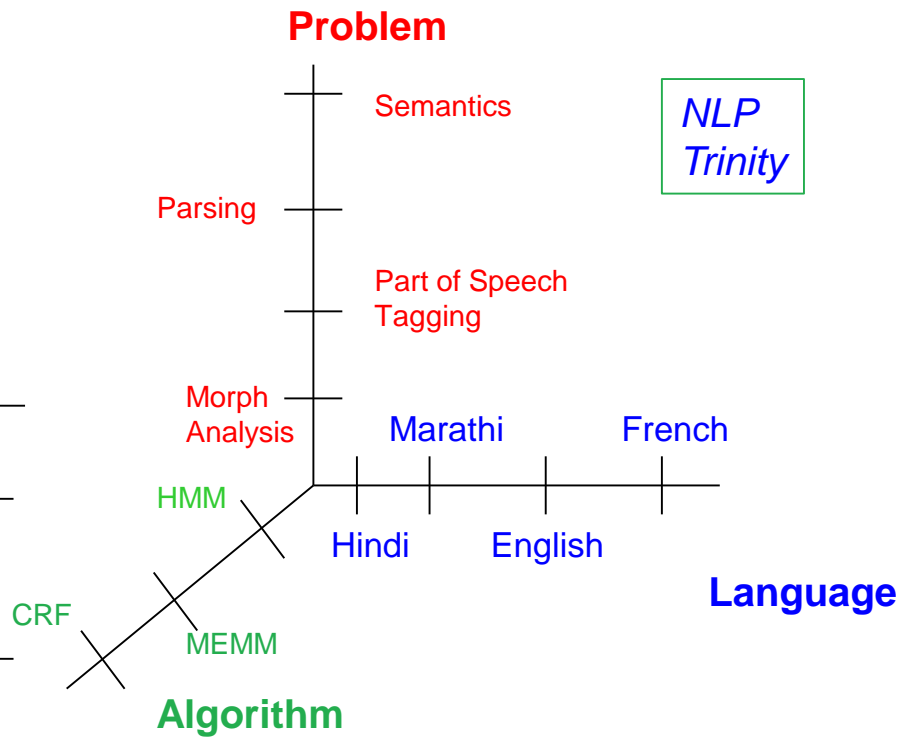 Problem
Semantics
NLP
Trinity
Parsing
Part of Speech
Tagging
Morph
Analysis
Marathi
French
HMM
Hindi
English
Language
CRF
MEMM
Algorithm